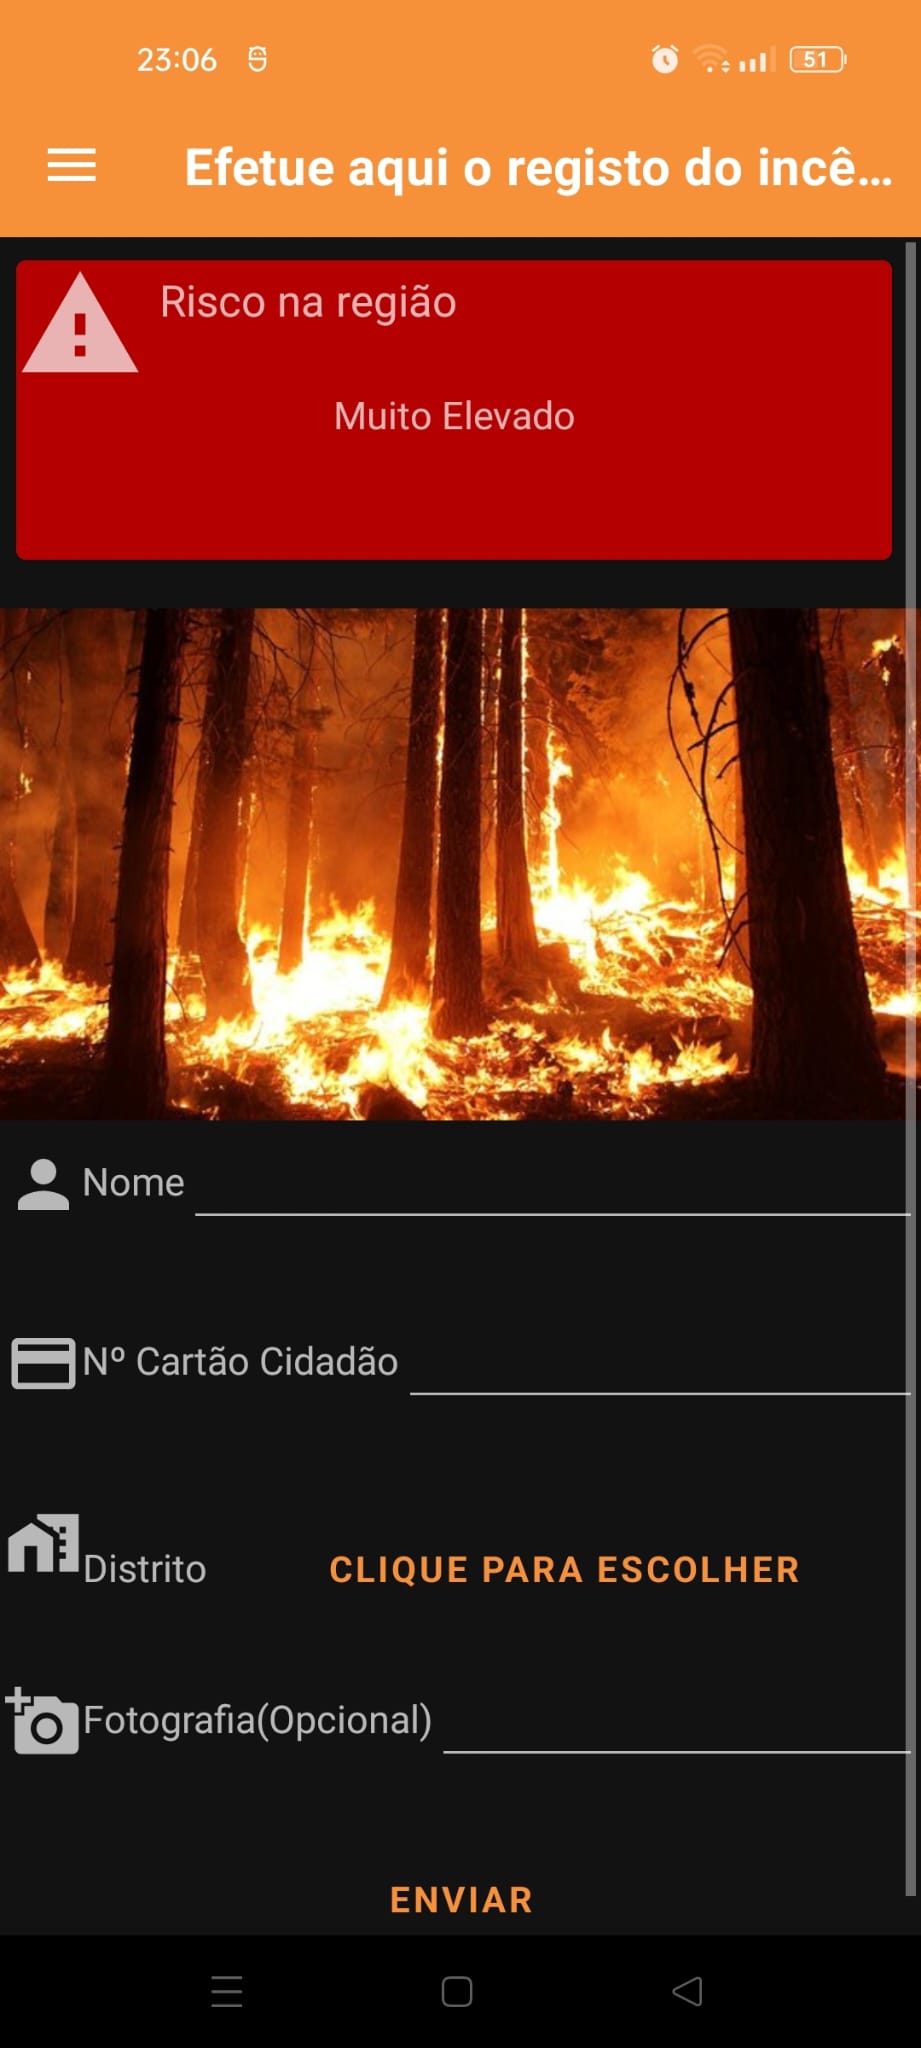 23:06
51
Efetue aqui o registo do incê...
Risco na região
Muito Elevado
Nome
Nº Cartão Cidadão
Distrito
CLIQUE PARA ESCOLHER
Fotografia(Opcional)
ENVIAR